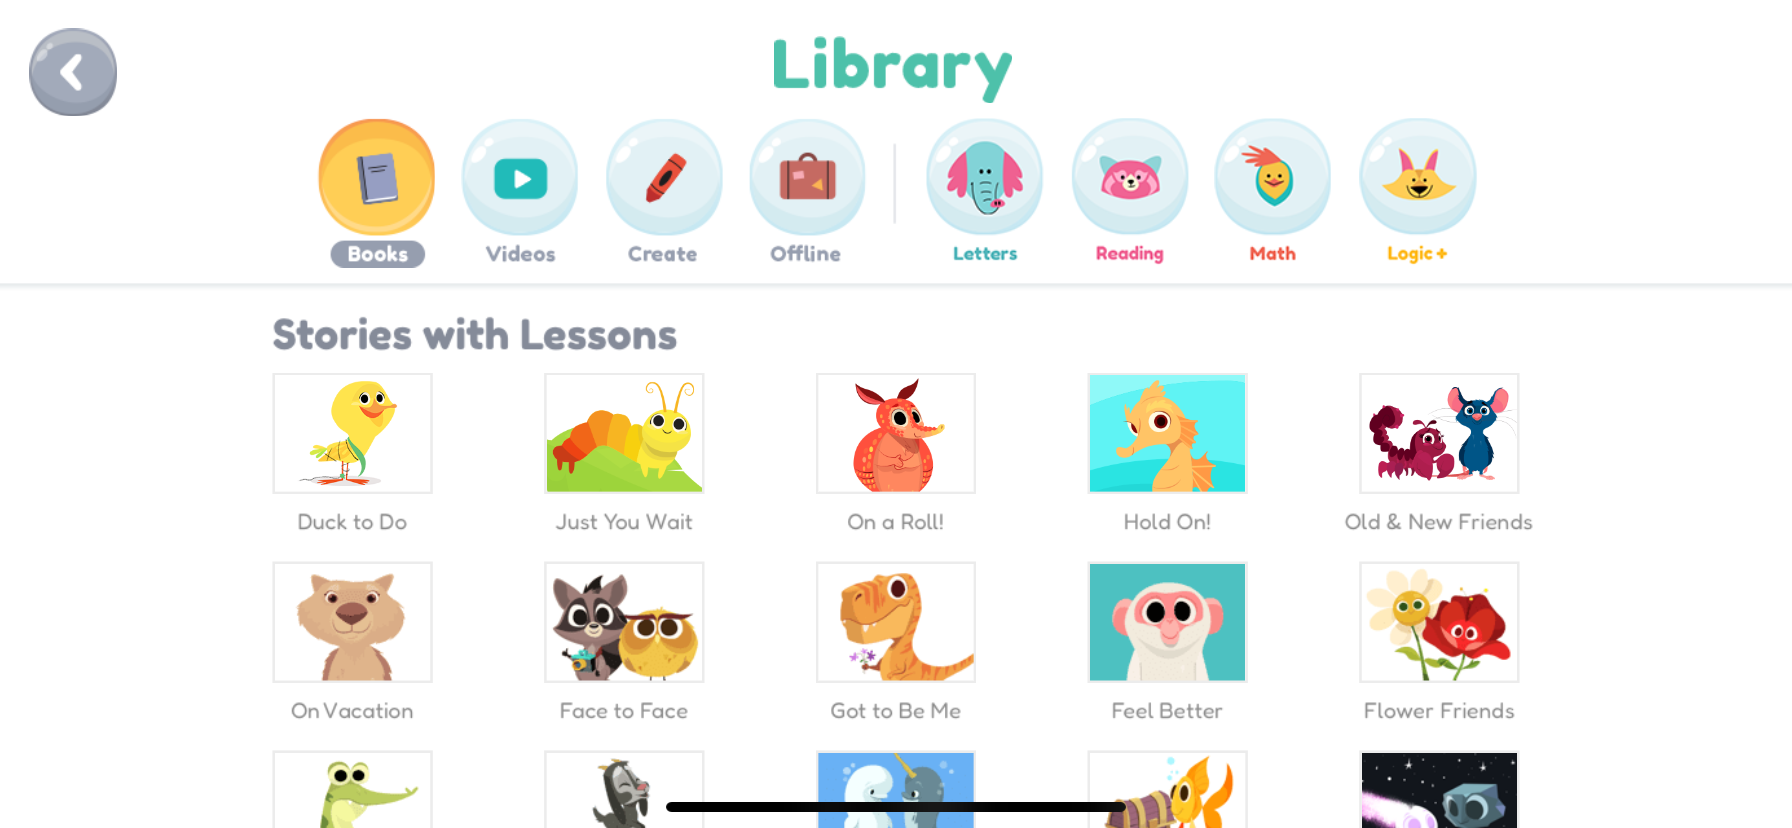 Library
Books Videos Create Offline Letters Reading Math Logic +
Stories with Lessons
Duck to Do Just You Wait On a Roll! Hold On! Old & New Friends
On Vacation Face to Face Got to Be Me Feel Better Flower Friends